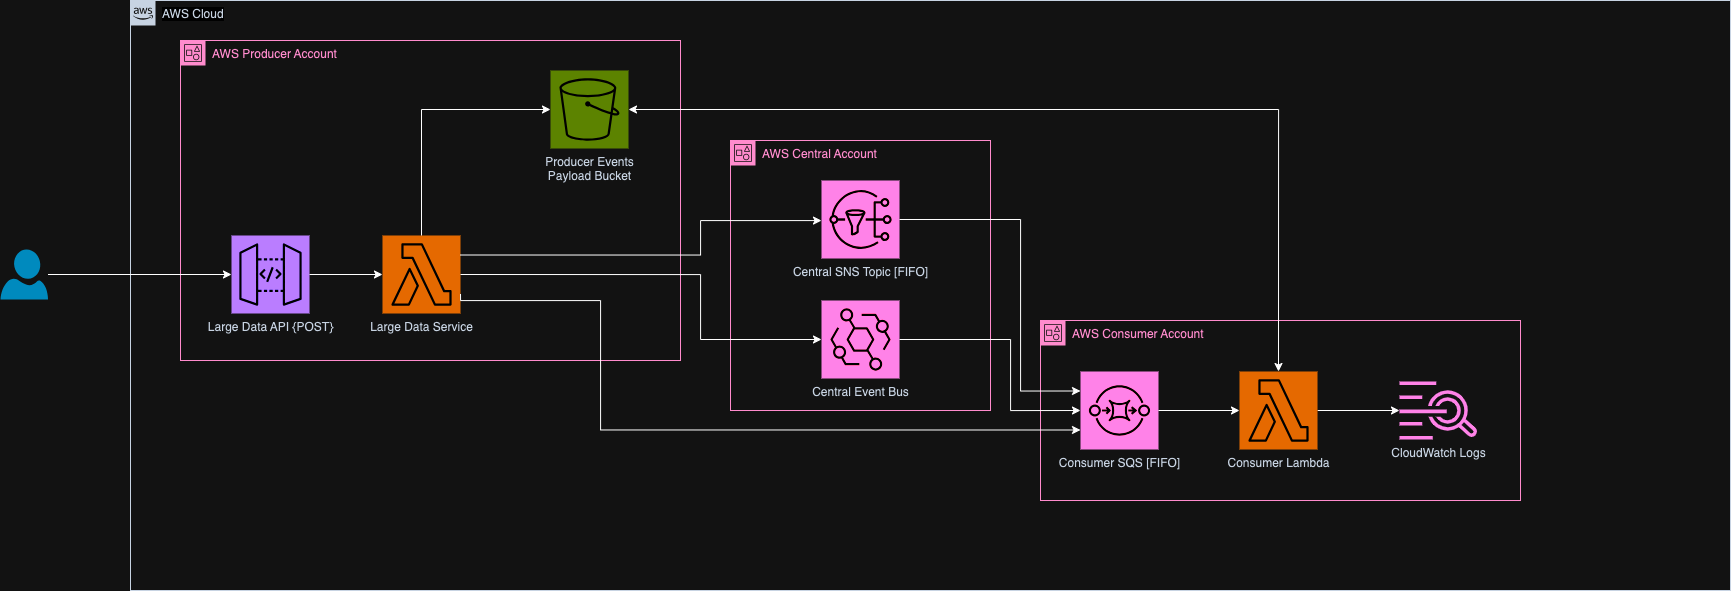 aws
AWS Cloud
AWS Producer Account
Producer Events
Payload Bucket
AWS Central Account
Central SNS Topic [FIFO]
</>
Large Data API {POST}
Large Data Service
Central Event Bus
AWS Consumer Account
Consumer SQS [FIFO]
Consumer Lambda
CloudWatch Logs